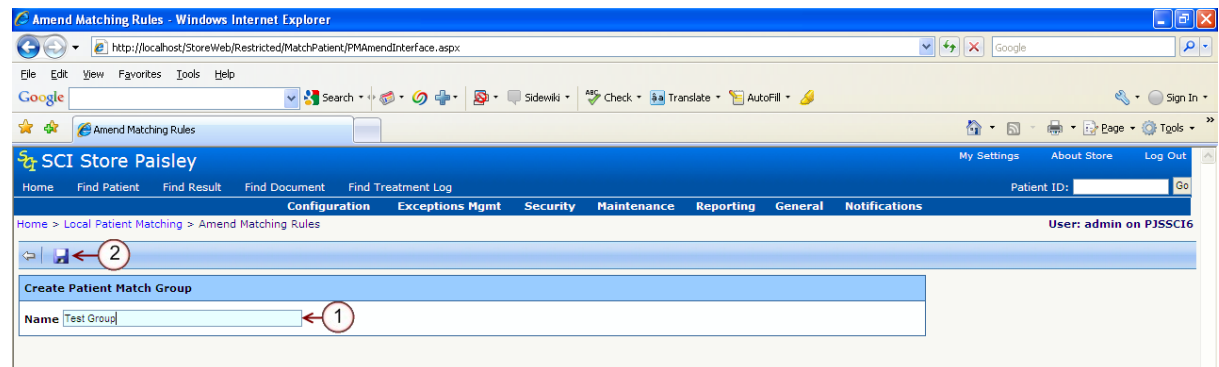 Amend Matching Rules - Windows Internet Explorer
http://localhost/StoreWeb/Restricted/MatchPatient/PMAmendInterface.aspx Google
File Edit View Favorites Tools Help
Google Search Sidewiki ABC Check aa Translate AutoFill Sign In
Amend Matching Rules Page Tools
SCI Store Paisley My Settings About Store Log Out
Home Find Patient Find Result Find Document Find Treatment Log Patient ID: Go
Configuration Exceptions Mgmt Security Maintenance Reporting General Notifications
Home > Local Patient Matching > Amend Matching Rules User: admin on PJSSCI6
2
Create Patient Match Group
Name Test Group 1